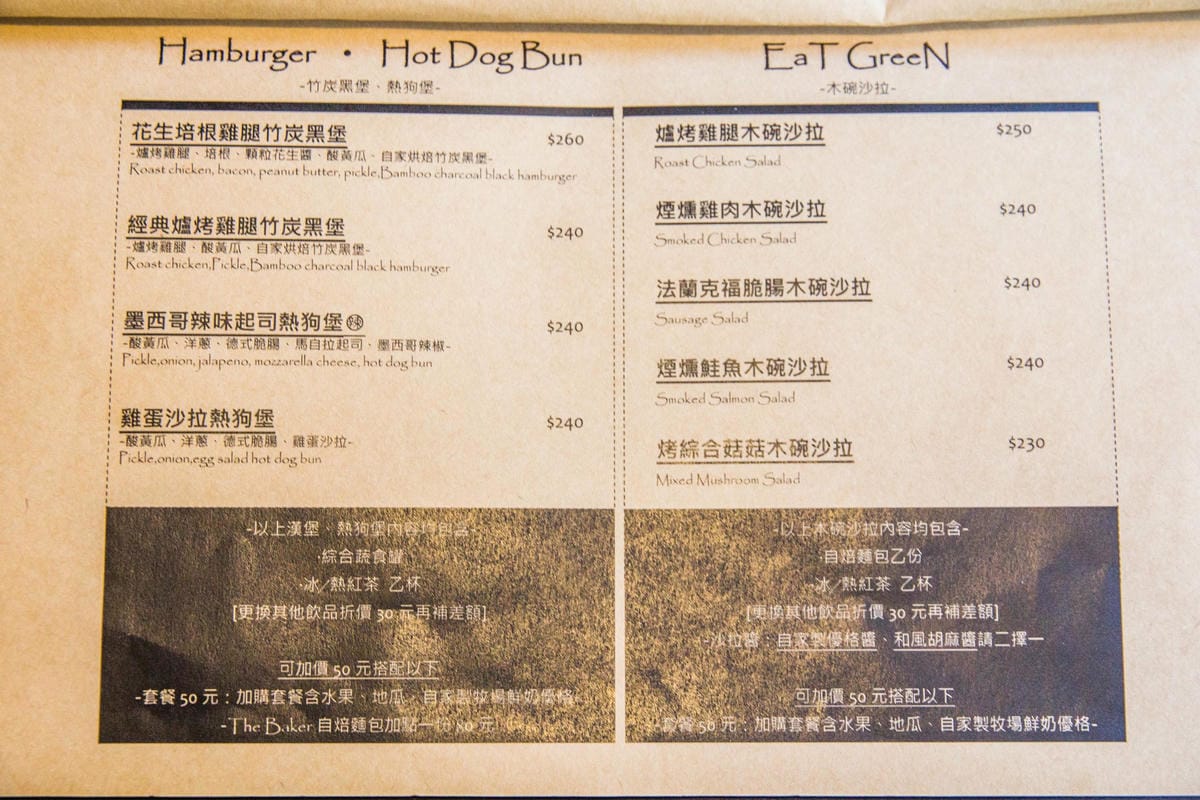 Hamburger • Hot Dog Bun
-竹炭黑堡、熱狗堡-
花生培根雞腿竹炭黑堡 $260
-爐烤雞腿、培根、顆粒花生醬、酸黃瓜、自家烘焙竹炭黑堡-
Roast chicken, bacon, peanut butter, pickle,Bamboo charcoal black hamburger
經典爐烤雞腿竹炭黑堡 $240
-爐烤雞腿、酸黃瓜、自家烘焙竹炭黑堡-
Roast chicken,Pickle,Bamboo charcoal black hamburger
墨西哥辣味起司熱狗堡辣 $240
-酸黃瓜、洋蔥、德式脆腸、馬自拉起司、墨西哥辣椒-
Pickle,onion, jalapeno, mozzarella cheese, hot dog bun
雞蛋沙拉熱狗堡 $240
-酸黃瓜、洋蔥、德式脆腸、雞蛋沙拉-
Pickle,onion,egg salad hot dog bun
-以上漢堡、熱狗堡內容均包含-
·綜合蔬食罐
·冰/熱紅茶 乙杯
[更換其他飲品折價 30 元再補差額]
可加價 50 元搭配以下
-套餐 50 元：加購套餐含水果、地瓜、自家製牧場鮮奶優格-
-The Baker 自焙麵包加點一份 80 元
EaT GreeN
-木碗沙拉-
爐烤雞腿木碗沙拉 $250
Roast Chicken Salad
煙燻雞肉木碗沙拉 $240
Smoked Chicken Salad
法蘭克福脆腸木碗沙拉 $240
Sausage Salad
煙燻鮭魚木碗沙拉 $240
Smoked Salmon Salad
烤綜合菇菇木碗沙拉 $230
Mixed Mushroom Salad
-以上木碗沙拉內容均包含-
·自焙麵包乙份
·冰/熱紅茶 乙杯
[更換其他飲品折價 30 元再補差額]
·沙拉醬：自家製優格醬、和風胡麻醬請二擇一
可加價 50 元搭配以下
-套餐 50 元：加購套餐含水果、地瓜、自家製牧場鮮奶優格-